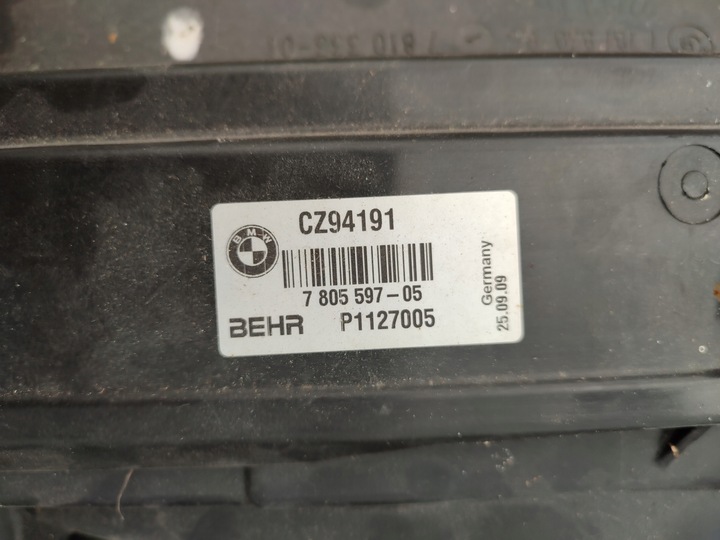 CZ94191
BMW
7 805 597-05
BEHR P1127005
Germany
25.09.09